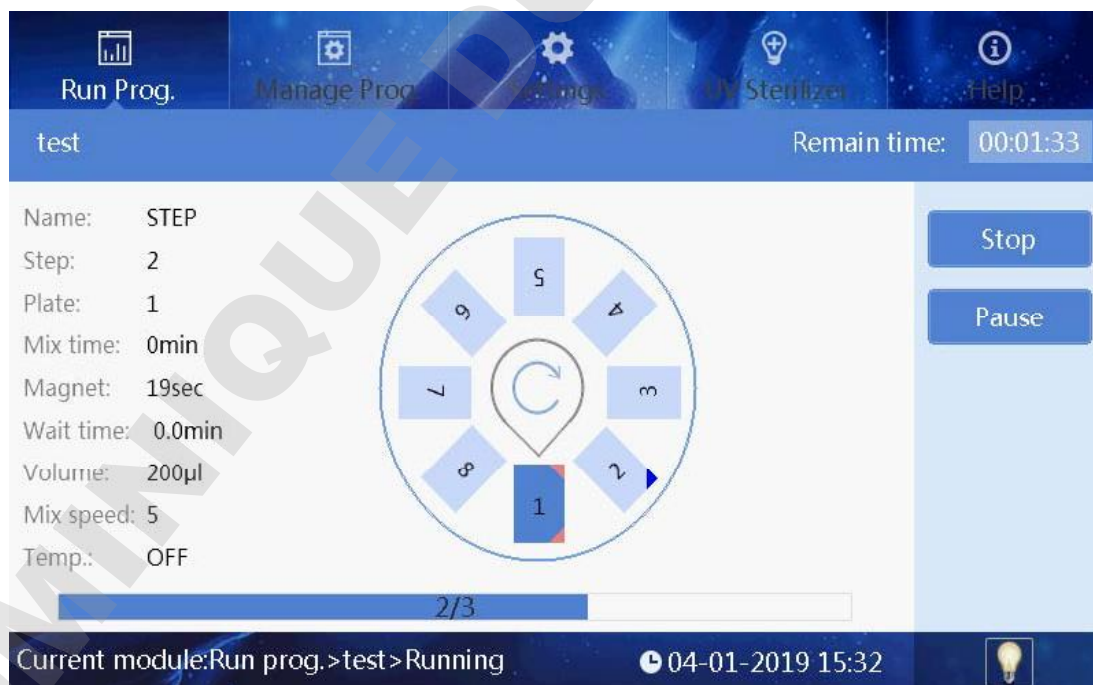 Run Prog.
Manage Prog.
Settings
UV Sterilizer
Help
test
Remain time: 00:01:33
Name: STEP
Step: 2
Plate: 1
Mix time: 0min
Magnet: 19sec
Wait time: 0.0min
Volume: 200μl
Mix speed: 5
Temp.: OFF
5
6
4
7
3
8
2
1
2/3
Stop
Pause
Current module:Run prog.>test>Running
04-01-2019 15:32
MINIQUE D